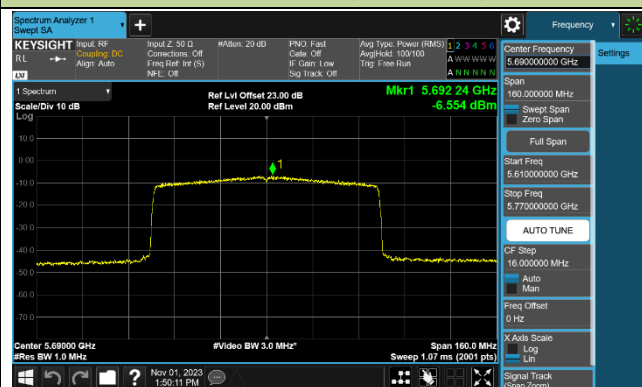 Spectrum Analyzer 1
Swept SA
Frequency
KEYSIGHT
RL
LXI
Input: RF
Coupling: DC
Align: Auto
Input Z: 50 Ω
Corrections: Off
Freq Ref: Int (S)
NFE: Off
#Atten: 20 dB
PNO: Fast
Gate: Off
IF Gain: Low
Sig Track: Off
Avg Type: Power (RMS)
Avg|Hold: 100/100
Trig: Free Run
1 2 3 4 5 6
A W W W W W
A N N N N N
1 Spectrum
Scale/Div 10 dB
Log
Ref Lvl Offset 23.00 dB
Ref Level 20.00 dBm
Mkr1 5.692 24 GHz
-6.554 dBm
10.0
0.00
-10.0
-20.0
-30.0
-40.0
-50.0
-60.0
-70.0
1
Center 5.69000 GHz
#Res BW 1.0 MHz
#Video BW 3.0 MHz*
Span 160.0 MHz
Sweep 1.07 ms (2001 pts)
Nov 01, 2023
1:50:11 PM
Center Frequency
5.690000000 GHz
Span
160.000000 MHz
Swept Span
Zero Span
Full Span
Start Freq
5.610000000 GHz
Stop Freq
5.770000000 GHz
AUTO TUNE
CF Step
16.000000 MHz
Auto
Man
Freq Offset
0 Hz
X Axis Scale
Log
Lin
Signal Track
(Span Zoom)
Settings